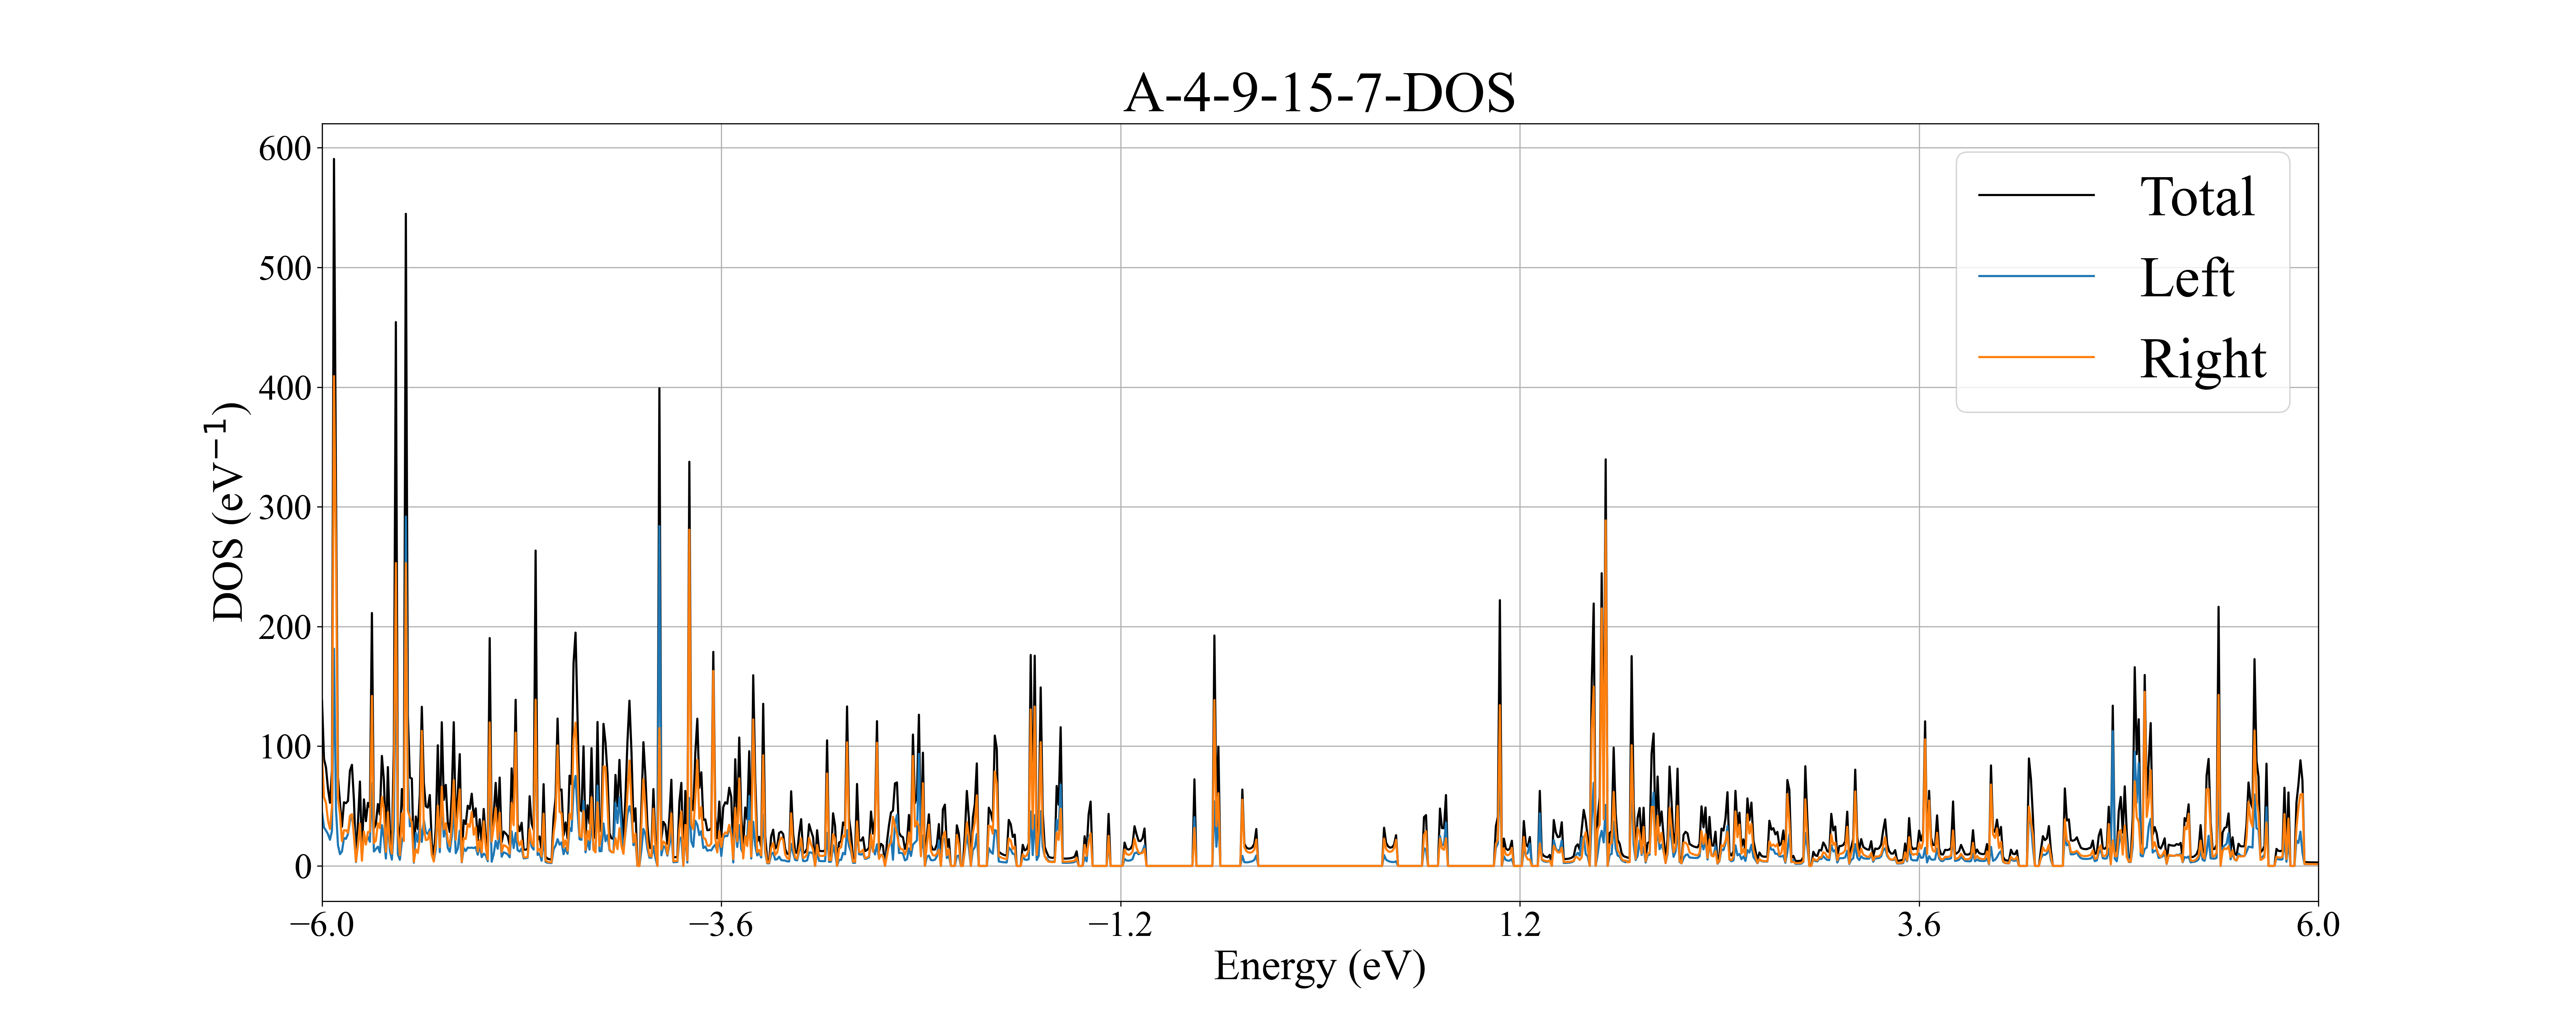 A-4-9-15-7-DOS
600
500
400
300
200
100
0
DOS (eV⁻¹)
Total
Left
Right
−6.0 −3.6 −1.2 1.2 3.6 6.0
Energy (eV)